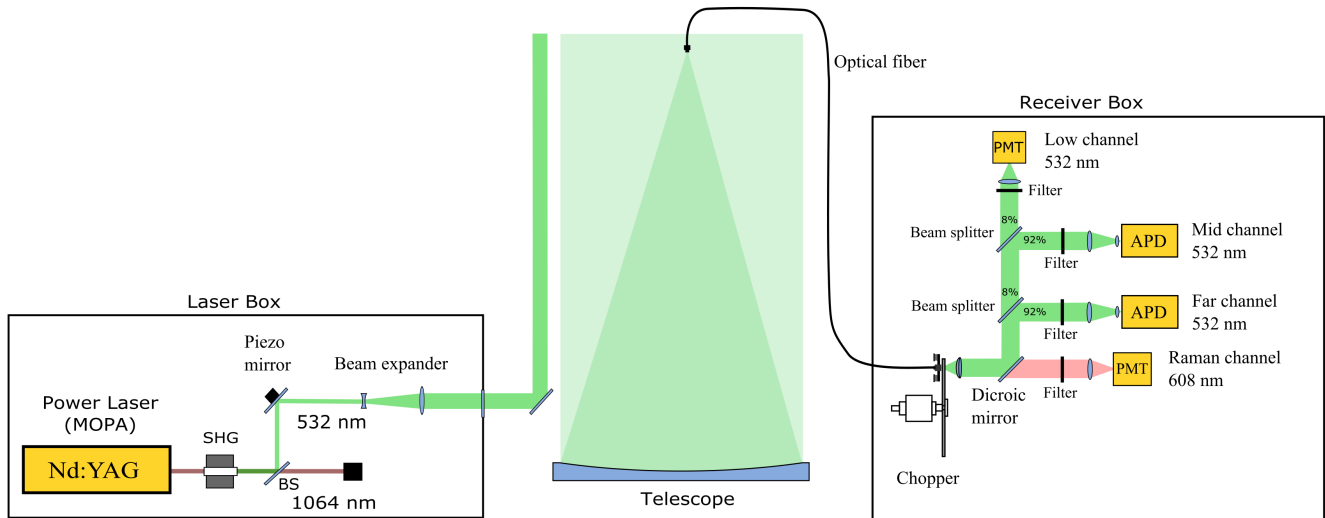 Laser Box
Power Laser
(MOPA)
Nd:YAG
SHG
BS
1064 nm
Piezo
mirror
532 nm
Beam expander
Telescope
Optical fiber
Receiver Box
PMT
Low channel
532 nm
Filter
8%
Beam splitter
92%
Filter
APD
Mid channel
532 nm
8%
Beam splitter
92%
Filter
APD
Far channel
532 nm
Dicroic
mirror
Filter
PMT
Raman channel
608 nm
Chopper